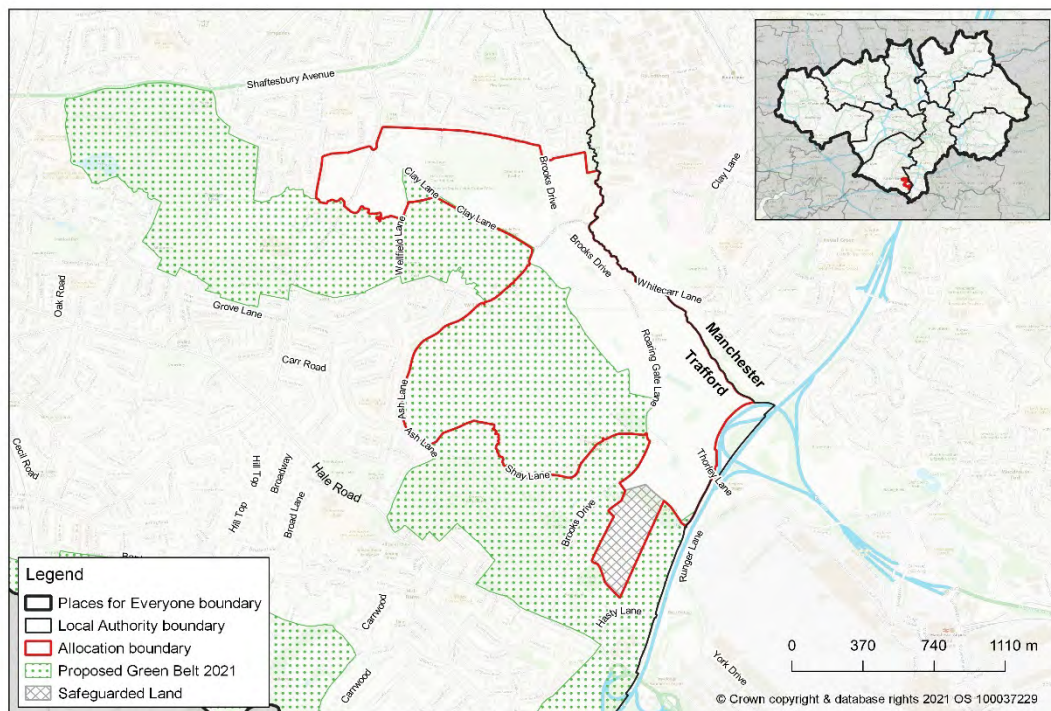 Shaftesbury Avenue
Clay Lane
Brooks Drive
Clay Lane
Clay Lane
Wellfield Lane
Brooks Drive
Oak Road
Whitecarr Lane
Grove Lane
Roaring Gate Lane
Manchester
Trafford
Carr Road
Ash Lane
Ash Lane
Cecil Road
Hill Top
Broadway
Hale Road
Shay Lane
Thorley Lane
Broad Lane
Hill Top
Brooks Drive
Runger Lane
Hasty Lane
Carrwood
Carrwood
York Drive
Legend
Places for Everyone boundary
Local Authority boundary
Allocation boundary
Proposed Green Belt 2021
Safeguarded Land
0 370 740 1110 m
© Crown copyright & database rights 2021 OS 100037229